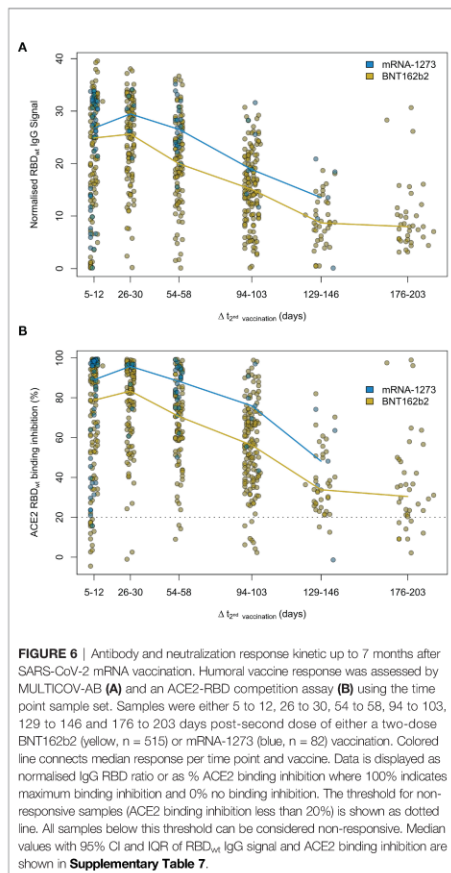 A
mRNA-1273
BNT162b2
Normalised RBDwt IgG Signal
40
30
20
10
0
5-12 26-30 54-58 94-103 129-146 176-203
Δ t2nd vaccination (days)
B
mRNA-1273
BNT162b2
ACE2 RBDwt binding inhibition (%)
100
80
60
40
20
0
5-12 26-30 54-58 94-103 129-146 176-203
Δ t2nd vaccination (days)
FIGURE 6 | Antibody and neutralization response kinetic up to 7 months after
SARS-CoV-2 mRNA vaccination. Humoral vaccine response was assessed by
MULTICOV-AB (A) and an ACE2-RBD competition assay (B) using the time
point sample set. Samples were either 5 to 12, 26 to 30, 54 to 58, 94 to 103,
129 to 146 and 176 to 203 days post-second dose of either a two-dose
BNT162b2 (yellow, n = 515) or mRNA-1273 (blue, n = 82) vaccination. Colored
line connects median response per time point and vaccine. Data is displayed as
normalised IgG RBD ratio or as % ACE2 binding inhibition where 100% indicates
maximum binding inhibition and 0% no binding inhibition. The threshold for non-
responsive samples (ACE2 binding inhibition less than 20%) is shown as dotted
line. All samples below this threshold can be considered non-responsive. Median
values with 95% CI and IQR of RBDwt IgG signal and ACE2 binding inhibition are
shown in Supplementary Table 7.